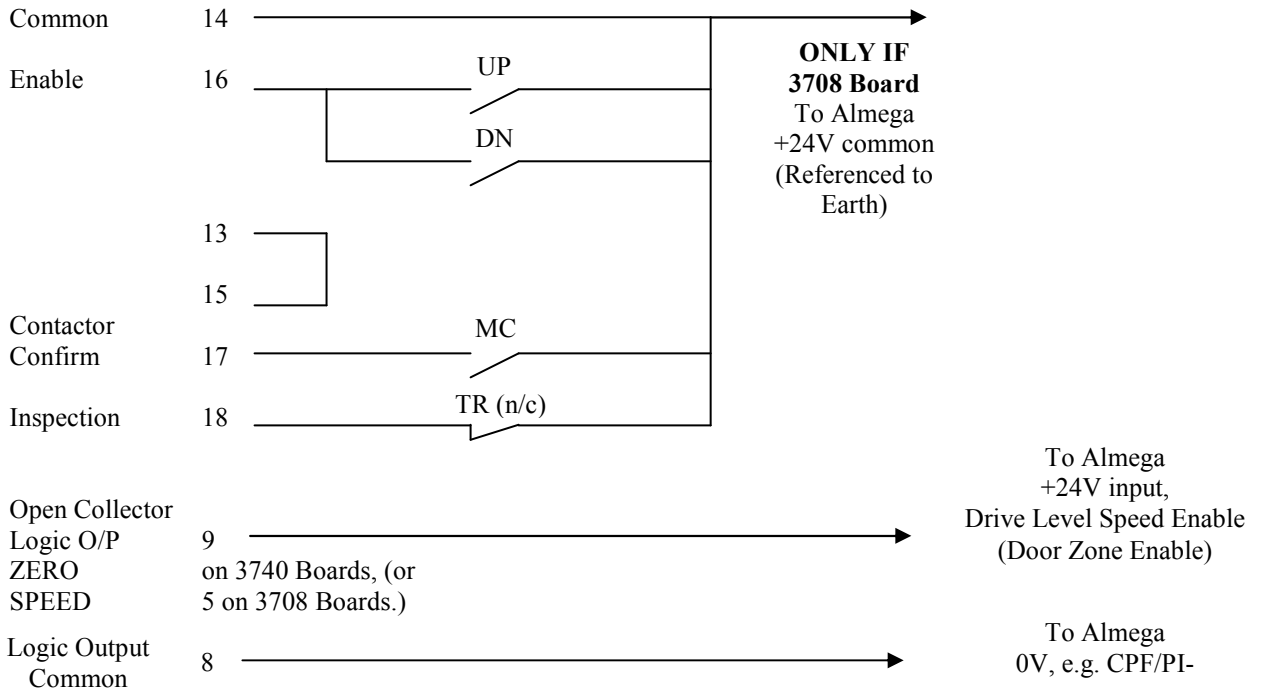 Common 14
ONLY IF
3708 Board
To Almega
+24V common
(Referenced to
Earth)
Enable 16 UP
DN
13
15
Contactor
Confirm 17 MC
Inspection 18 TR (n/c)
Open Collector
Logic O/P 9
ZERO on 3740 Boards, (or
SPEED 5 on 3708 Boards.)
To Almega
+24V input,
Drive Level Speed Enable
(Door Zone Enable)
Logic Output
Common 8
To Almega
0V, e.g. CPF/PI-